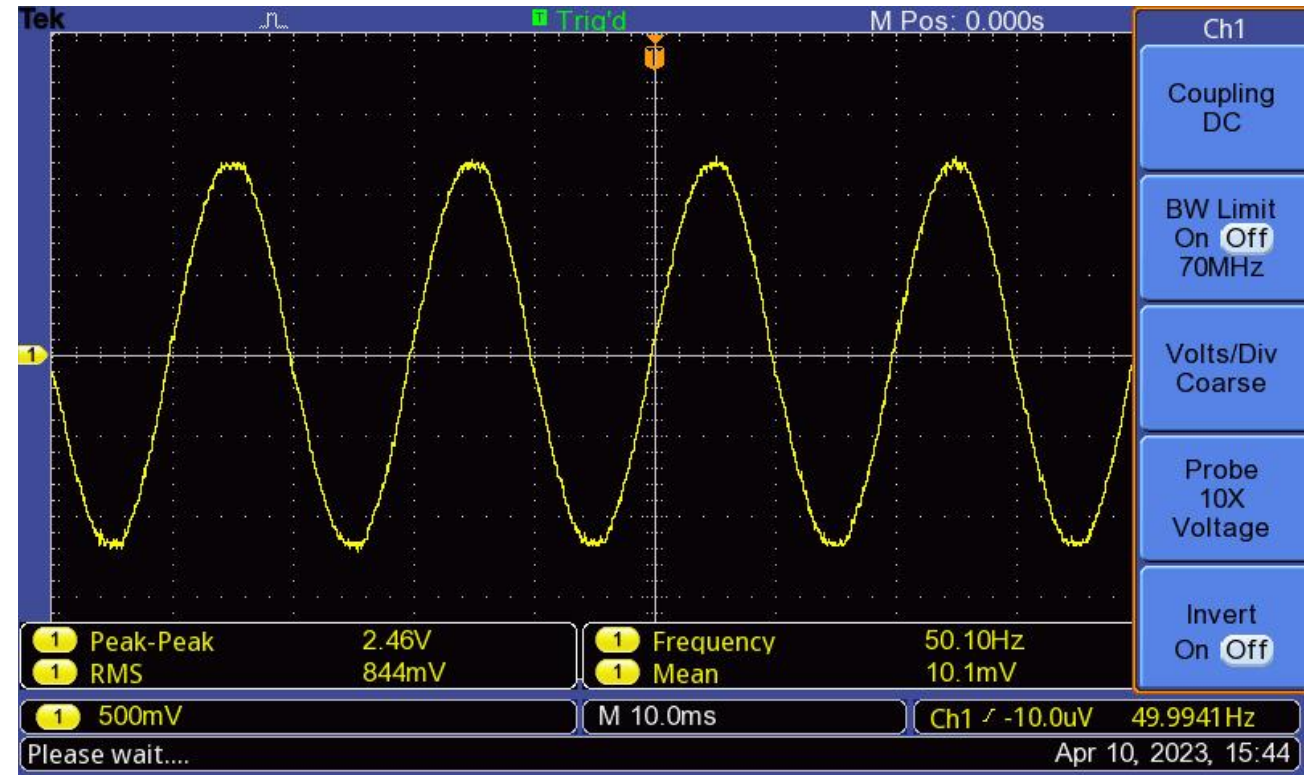 Tek T Trig'd M Pos: 0.000s
T
1
Ch1
Coupling
DC
BW Limit
On Off
70MHz
Volts/Div
Coarse
Probe
10X
Voltage
Invert
On Off
1 Peak-Peak 2.46V 1 Frequency 50.10Hz
1 RMS 844mV 1 Mean 10.1mV
1 500mV M 10.0ms Ch1 -10.0uV 49.9941Hz
Please wait.... Apr 10, 2023, 15:44